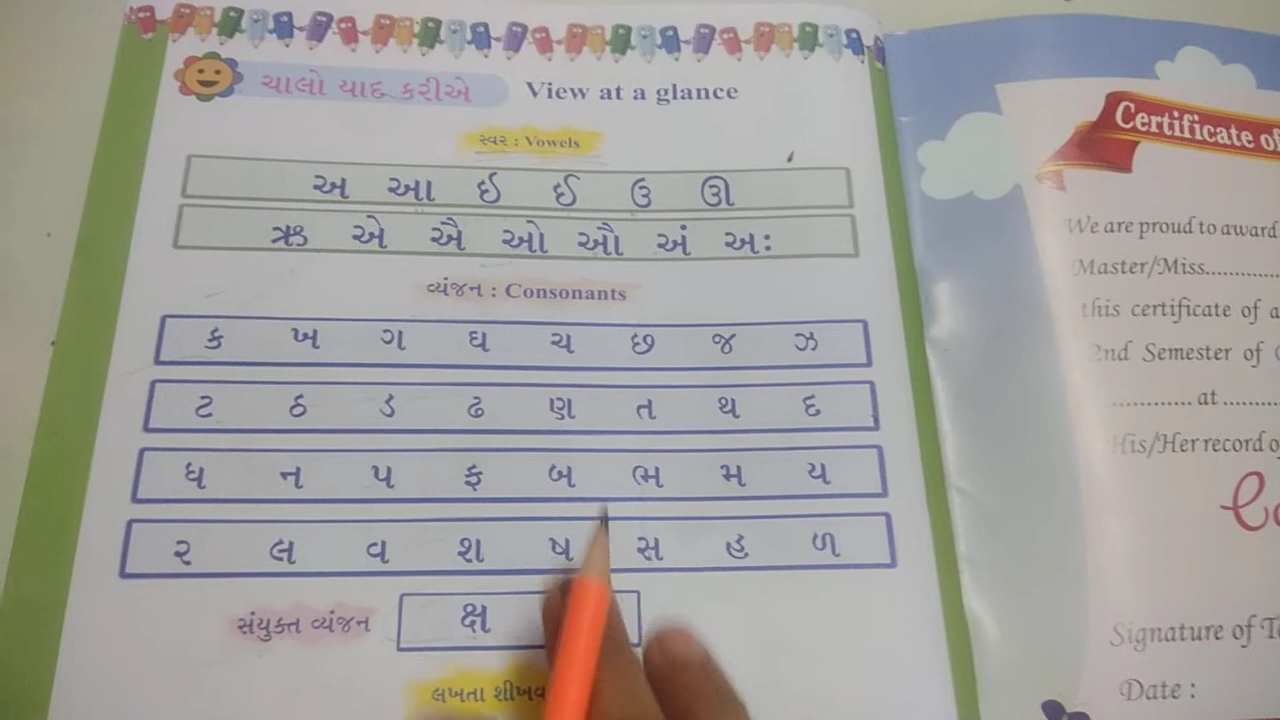 ચાલો યાદ કરીએ View at a glance
સ્વર : Vowels
અ આ ઇ ઈ ઉ ઊ
ઋ એ ઐ ઓ ઔ અં અઃ
વ્યંજન : Consonants
ક ખ ગ ઘ ચ છ જ ઝ
ટ ઠ ડ ઢ ણ ત થ દ
ધ ન પ ફ બ ભ મ ય
ર લ વ શ ષ સ હ ળ
સંયુક્ત વ્યંજન ક્ષ
લખતા
Certificate of
We are proud to award
Master/Miss.............
this certificate of a
2nd Semester of
............ at ..........
His/Her record
Signature of
Date :